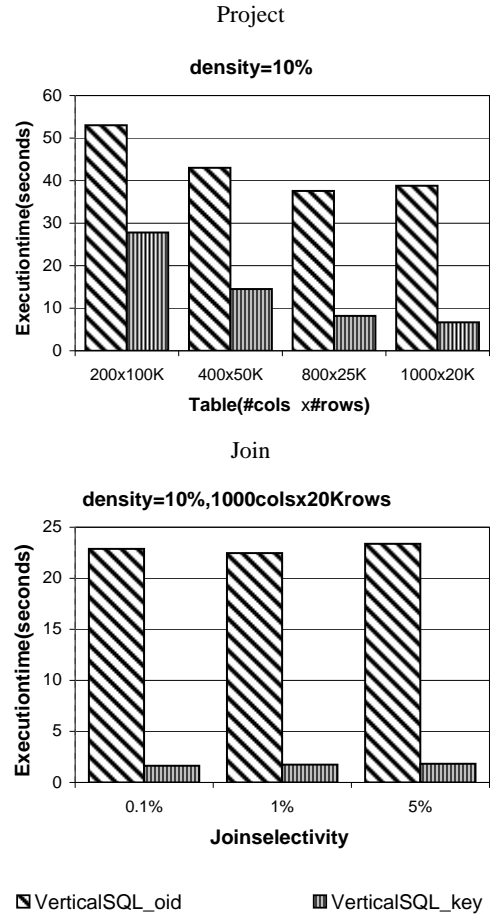 Project
density=10%
60
50
40
30
20
10
0
Executiontime(seconds)
200x100K 400x50K 800x25K 1000x20K
Table(#cols x#rows)
Join
density=10%,1000colsx20Krows
25
20
15
10
5
0
Executiontime(seconds)
0.1% 1% 5%
Joinselectivity
VerticalSQL_oid VerticalSQL_key